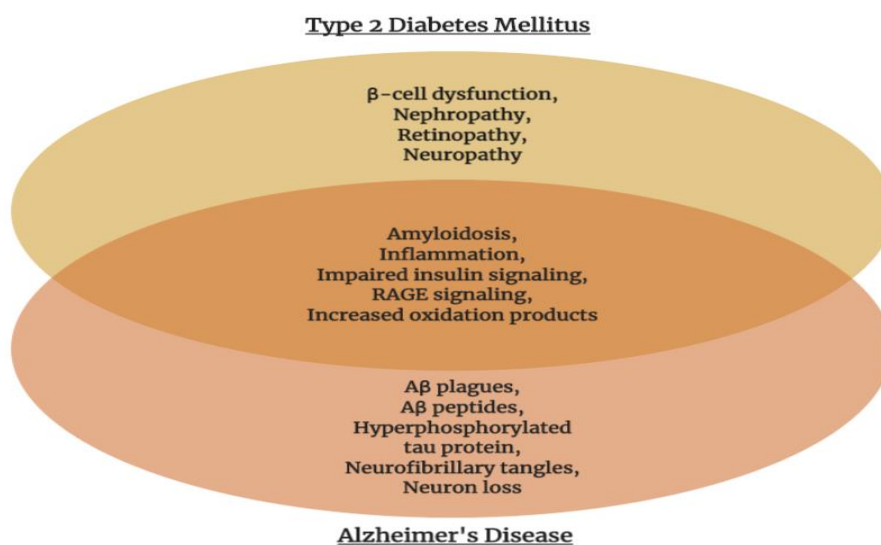 Type 2 Diabetes Mellitus
β-cell dysfunction,
Nephropathy,
Retinopathy,
Neuropathy
Amyloidosis,
Inflammation,
Impaired insulin signaling,
RAGE signaling,
Increased oxidation products
Aβ plagues,
Aβ peptides,
Hyperphosphorylated
tau protein,
Neurofibrillary tangles,
Neuron loss
Alzheimer's Disease